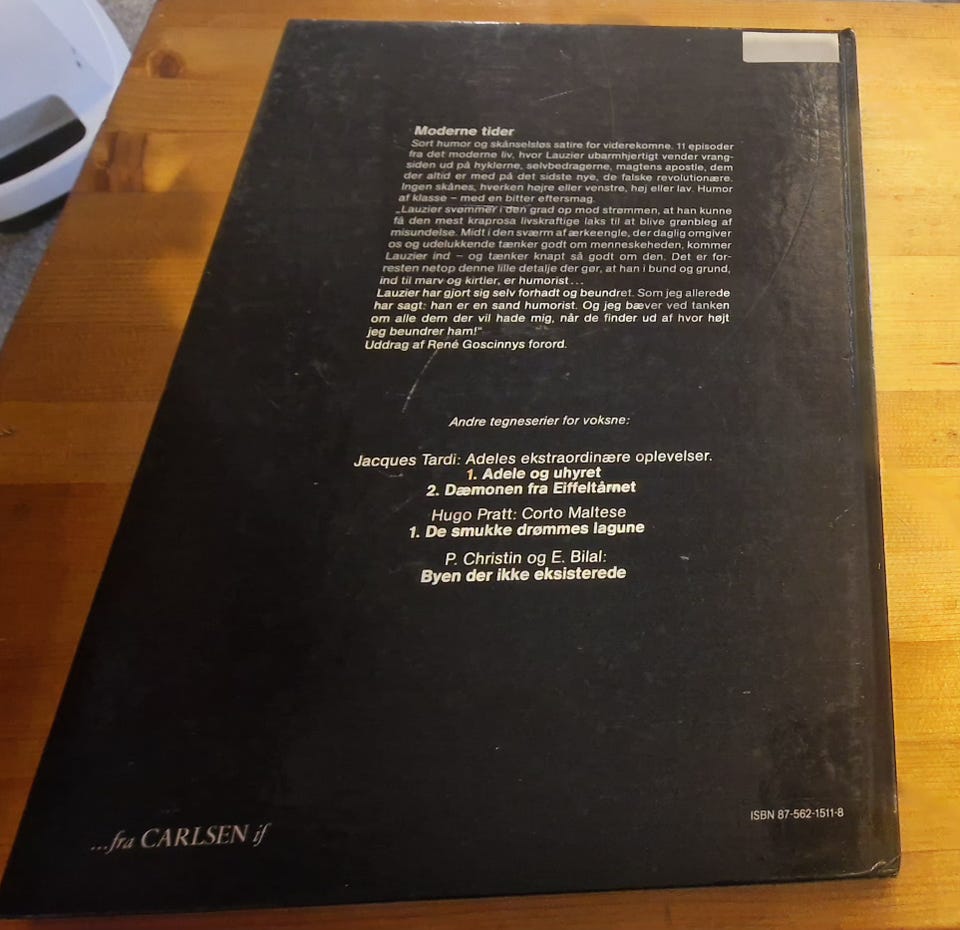 Moderne tider
Sort humor og skånselsløs satire for viderekomne. 11 episoder
fra det moderne liv, hvor Lauzier ubarmhjertigt vender vrang-
siden ud på hyklerne, selvbedragerne, magtens apostle, dem
der altid er med på det sidste nye, de falske revolutionære.
Ingen skånes, hverken højre eller venstre, høj eller lav. Humor
af klasse – med en bitter eftersmag.
„Lauzier svømmer i den grad op mod strømmen, at han kunne
få den mest kraprosa livskraftige laks til at blive grønbleg af
misundelse. Midt i den sværm af ærkeengle, der daglig omgiver
os og udelukkende tænker godt om menneskeheden, kommer
Lauzier ind – og tænker knapt så godt om den. Det er for-
resten netop denne lille detalje der gør, at han i bund og grund,
ind til marv og kirtler, er humorist...
Lauzier har gjort sig selv forhadt og beundret. Som jeg allerede
har sagt: han er en sand humorist. Og jeg bæver ved tanken
om alle dem der vil hade mig, når de finder ud af hvor højt
jeg beundrer ham!"
Uddrag af René Goscinnys forord.
Andre tegneserier for voksne:
Jacques Tardi: Adeles ekstraordinære oplevelser.
1. Adele og uhyret
2. Dæmonen fra Eiffeltårnet
Hugo Pratt: Corto Maltese
1. De smukke drømmes lagune
P. Christin og E. Bilal:
Byen der ikke eksisterede
...fra CARLSEN if
ISBN 87-562-1511-8